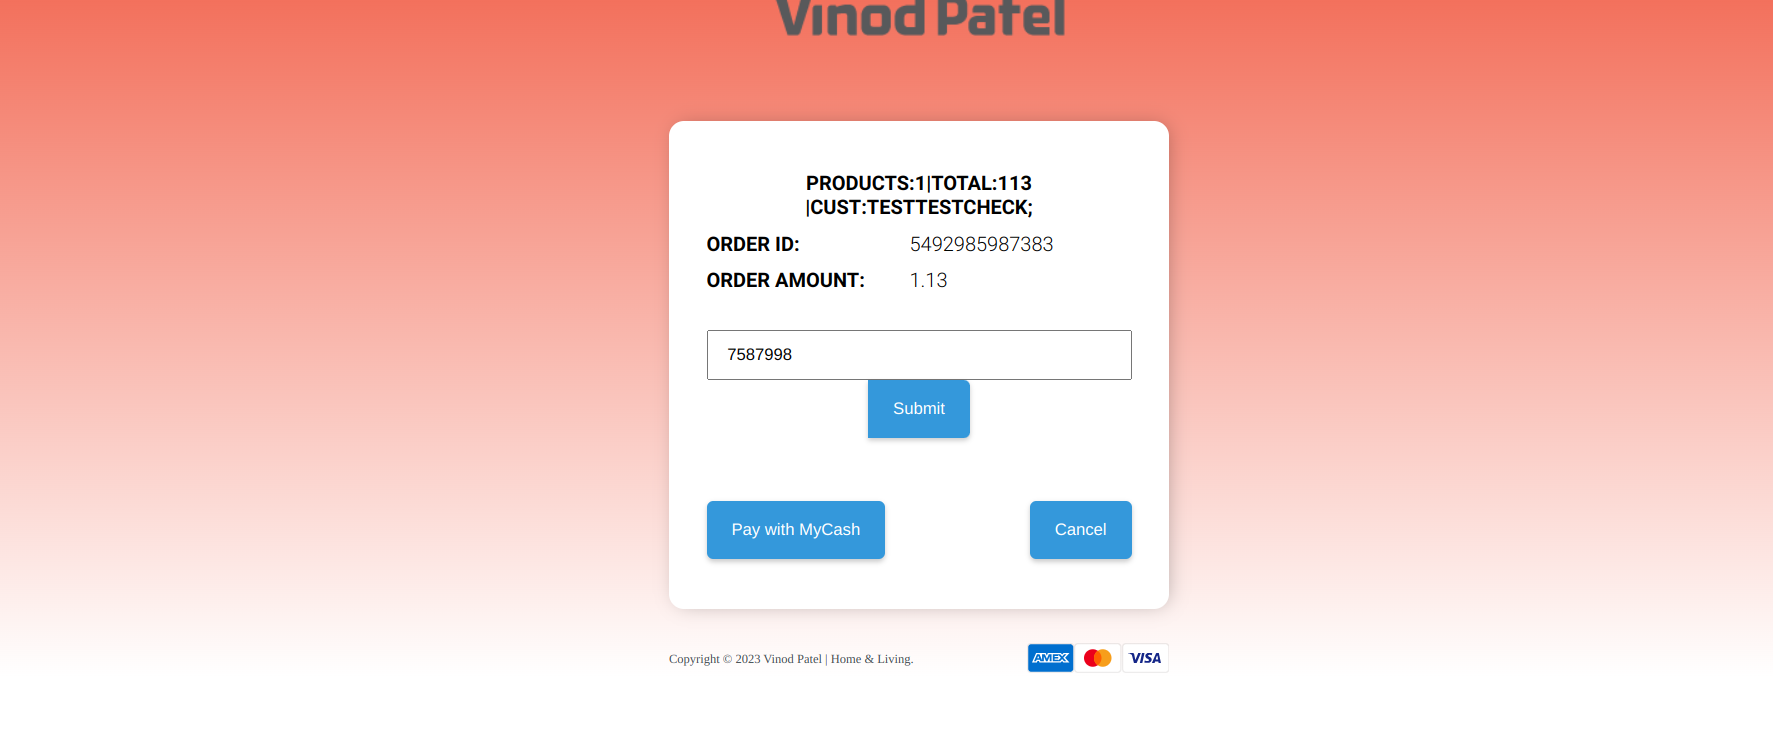 Vinod Patel
PRODUCTS:1|TOTAL:113
|CUST:TESTTESTCHECK;
ORDER ID: 5492985987383
ORDER AMOUNT: 1.13
7587998
Submit
Pay with MyCash Cancel
Copyright © 2023 Vinod Patel | Home & Living. AMEX VISA